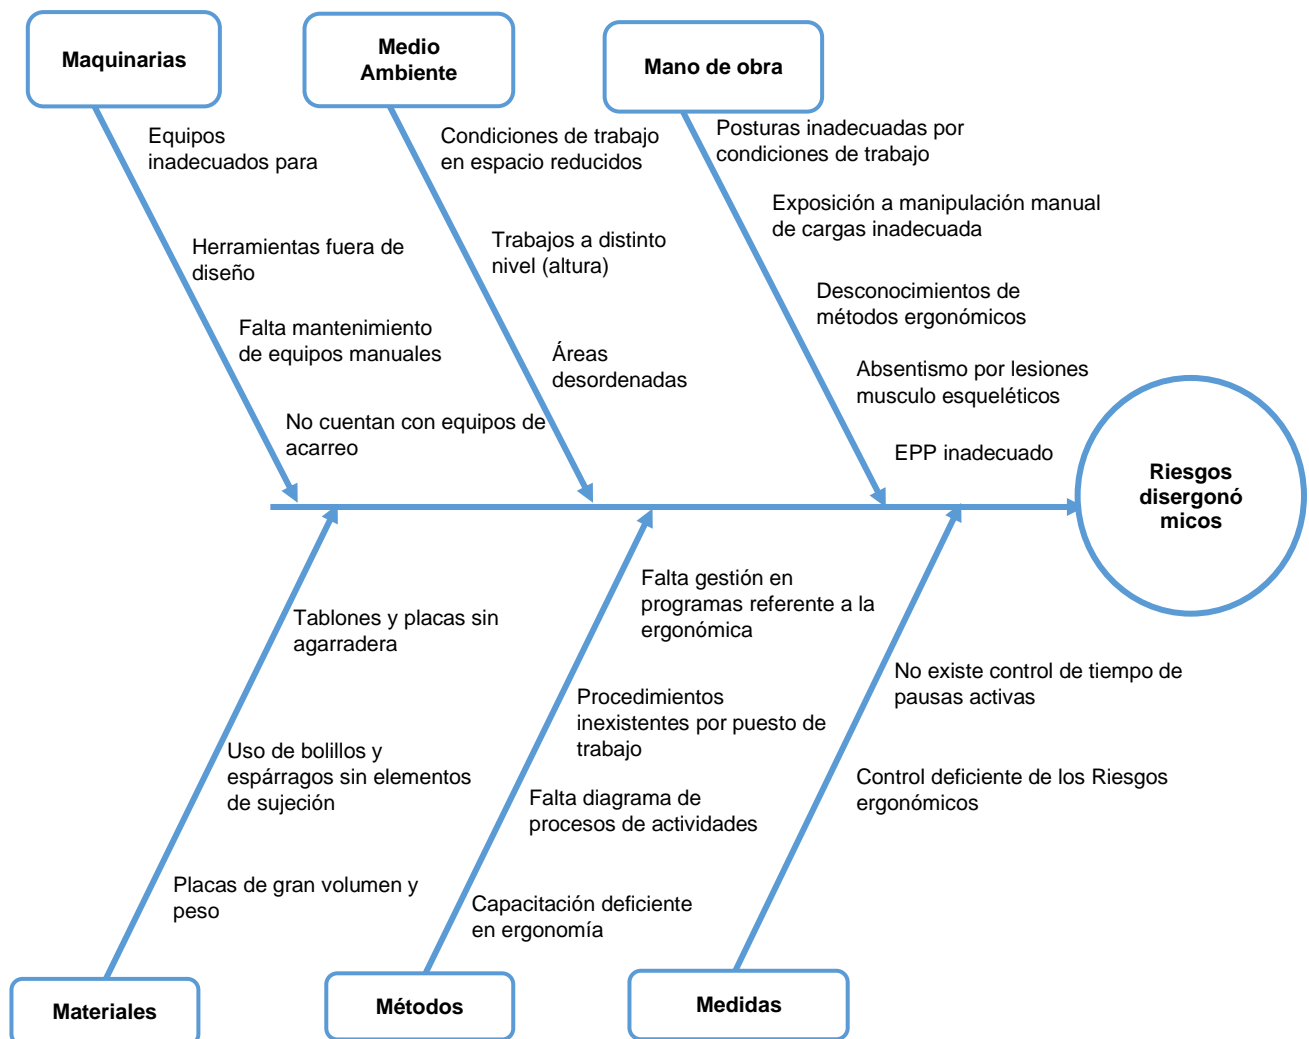 Maquinarias
Medio
Ambiente
Mano de obra
Equipos
inadecuados para
Herramientas fuera de
diseño
Falta mantenimiento
de equipos manuales
No cuentan con equipos de
acarreo
Condiciones de trabajo
en espacio reducidos
Trabajos a distinto
nivel (altura)
Áreas
desordenadas
Posturas inadecuadas por
condiciones de trabajo
Exposición a manipulación manual
de cargas inadecuada
Desconocimientos de
métodos ergonómicos
Absentismo por lesiones
musculo esqueléticos
EPP inadecuado
Riesgos
disergonó
micos
Tablones y placas sin
agarradera
Uso de bolillos y
espárragos sin elementos
de sujeción
Placas de gran volumen y
peso
Falta gestión en
programas referente a la
ergonómica
Procedimientos
inexistentes por puesto de
trabajo
Falta diagrama de
procesos de actividades
Capacitación deficiente
en ergonomía
No existe control de tiempo de
pausas activas
Control deficiente de los Riesgos
ergonómicos
Materiales
Métodos
Medidas